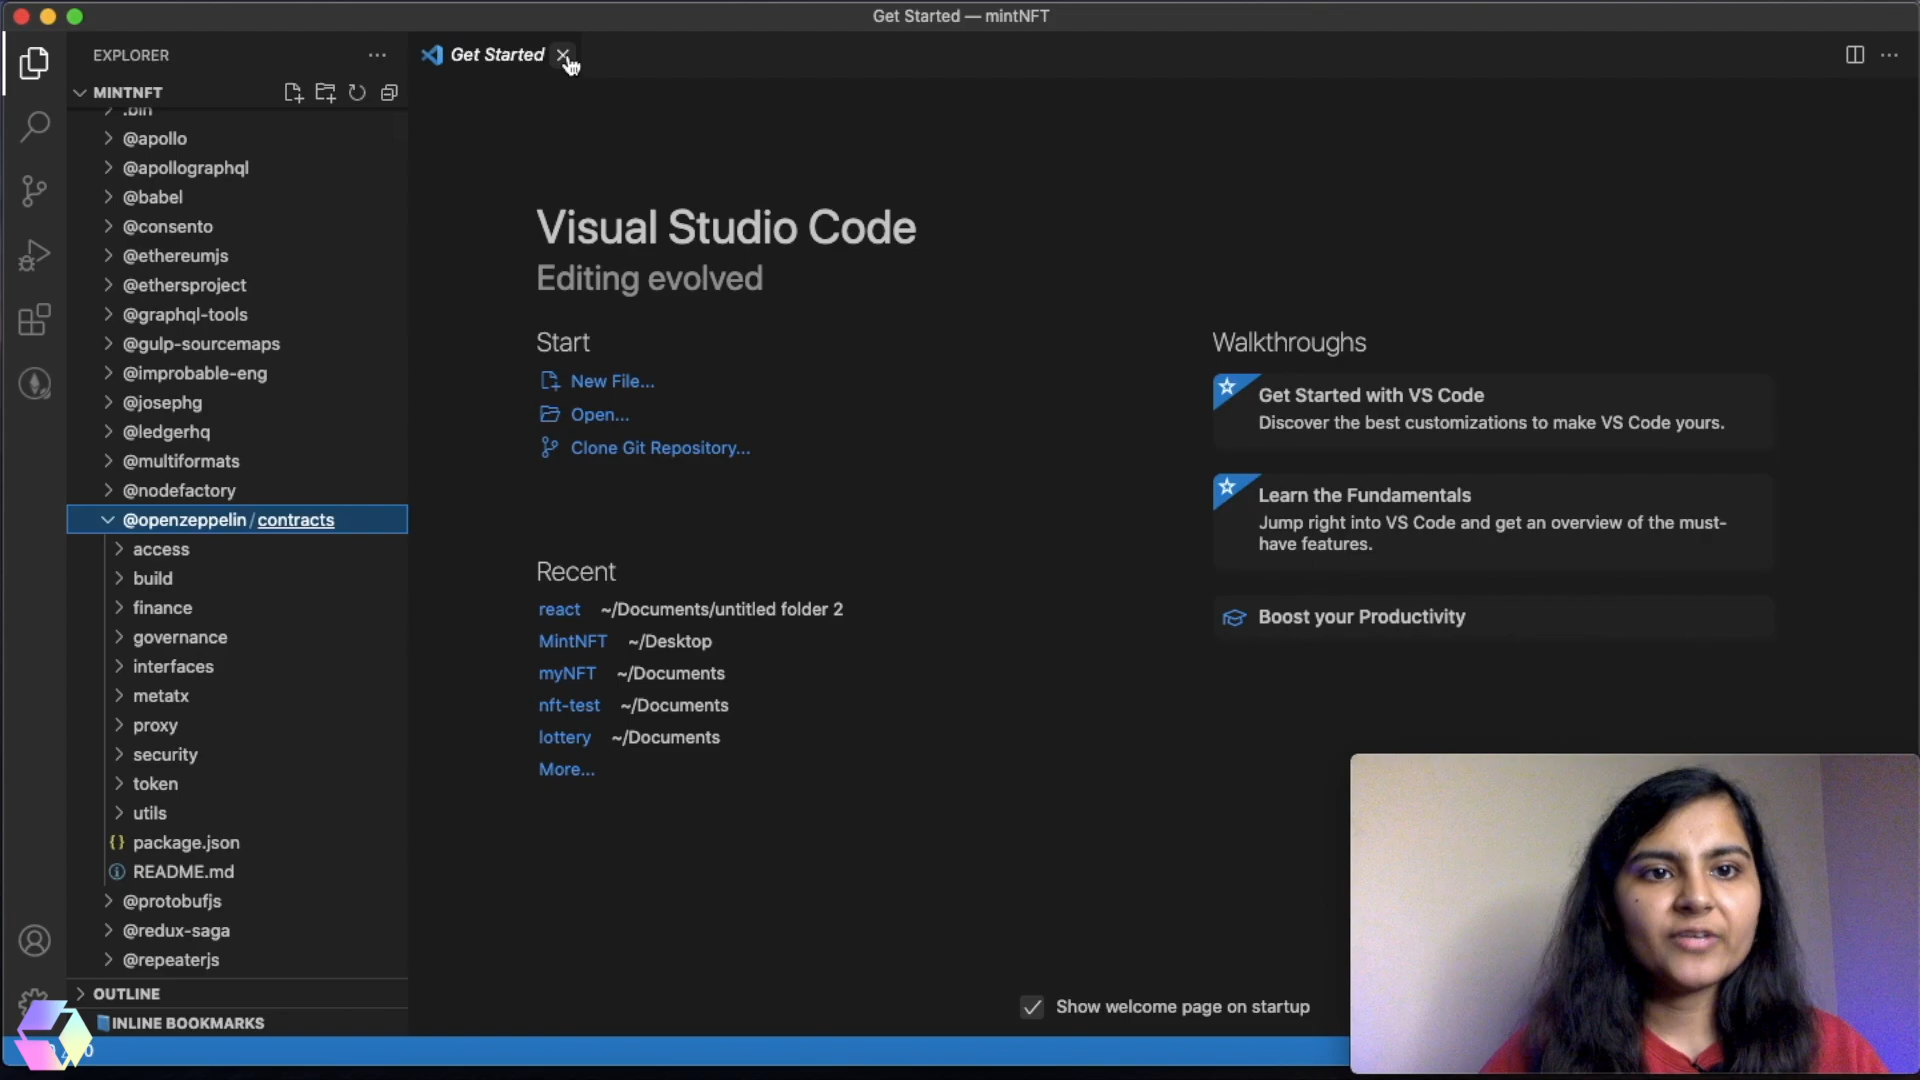 Get Started — mintNFT
EXPLORER
Get Started
MINTNFT
.bin
@apollo
@apollographql
@babel
@consento
@ethereumjs
@ethersproject
@graphql-tools
@gulp-sourcemaps
@improbable-eng
@josephg
@ledgerhq
@multiformats
@nodefactory
@openzeppelin/contracts
access
build
finance
governance
interfaces
metatx
proxy
security
token
utils
package.json
README.md
@protobufjs
@redux-saga
@repeaterjs
OUTLINE
INLINE BOOKMARKS
Visual Studio Code
Editing evolved
Start
New File...
Open...
Clone Git Repository...
Recent
react ~/Documents/untitled folder 2
MintNFT ~/Desktop
myNFT ~/Documents
nft-test ~/Documents
lottery ~/Documents
More...
Walkthroughs
Get Started with VS Code
Discover the best customizations to make VS Code yours.
Learn the Fundamentals
Jump right into VS Code and get an overview of the must-
have features.
Boost your Productivity
Show welcome page on startup